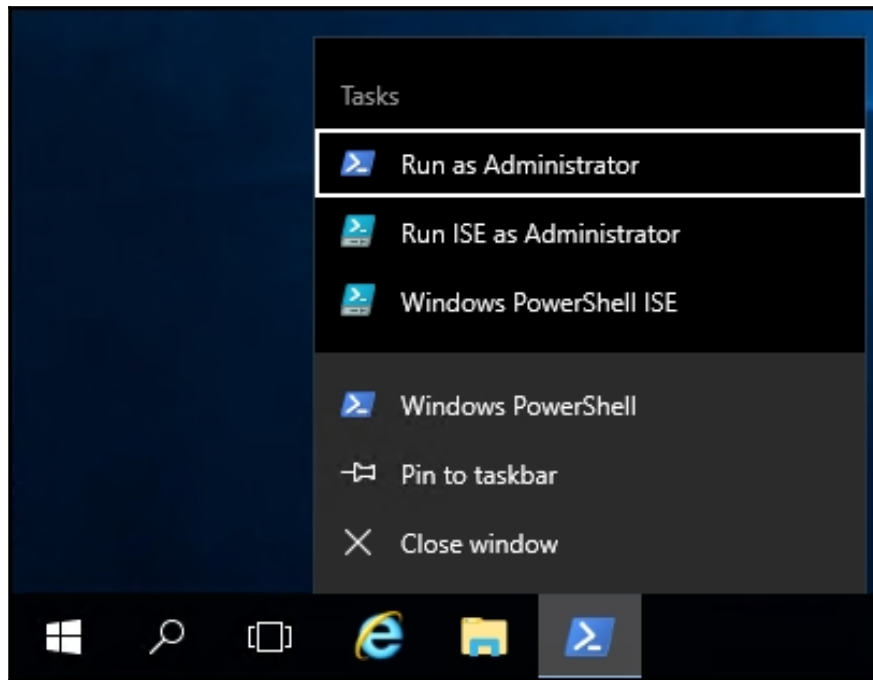 Tasks
Run as Administrator
Run ISE as Administrator
Windows PowerShell ISE
Windows PowerShell
Pin to taskbar
Close window